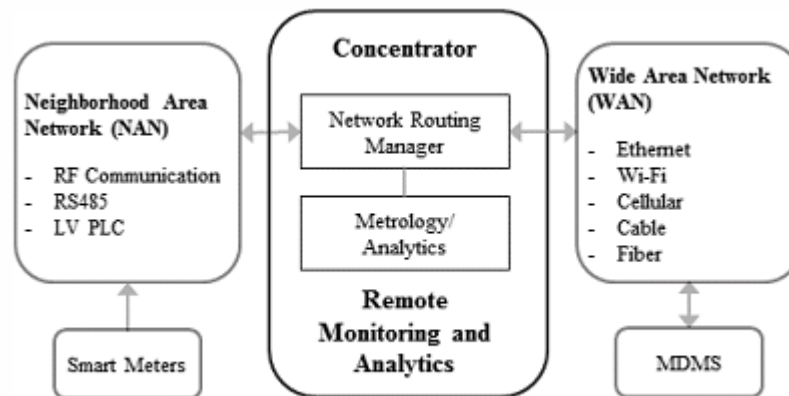 Neighborhood Area
Network (NAN)
- RF Communication
- RS485
- LV PLC
Smart Meters
Concentrator
Network Routing
Manager
Metrology/
Analytics
Remote
Monitoring and
Analytics
Wide Area Network
(WAN)
- Ethernet
- Wi-Fi
- Cellular
- Cable
- Fiber
MDMS